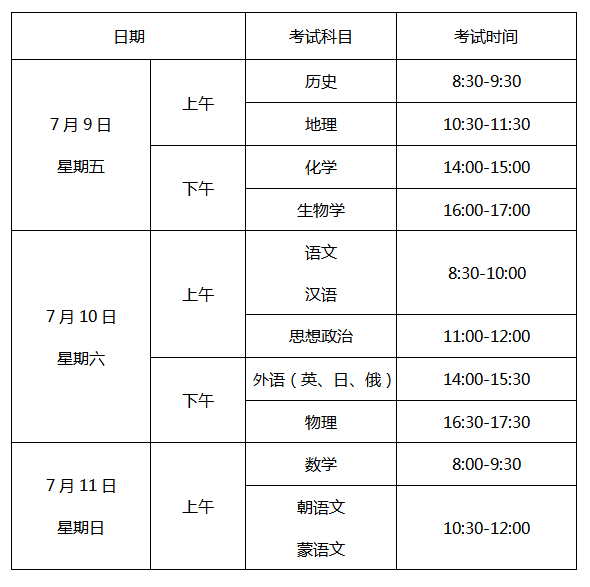 日期 考试科目 考试时间
7月9日
星期五
上午
历史 8:30-9:30
地理 10:30-11:30
下午
化学 14:00-15:00
生物学 16:00-17:00
7月10日
星期六
上午
语文
汉语
8:30-10:00
思想政治 11:00-12:00
下午
外语（英、日、俄） 14:00-15:30
物理 16:30-17:30
7月11日
星期日
上午
数学 8:00-9:30
朝语文
蒙语文
10:30-12:00